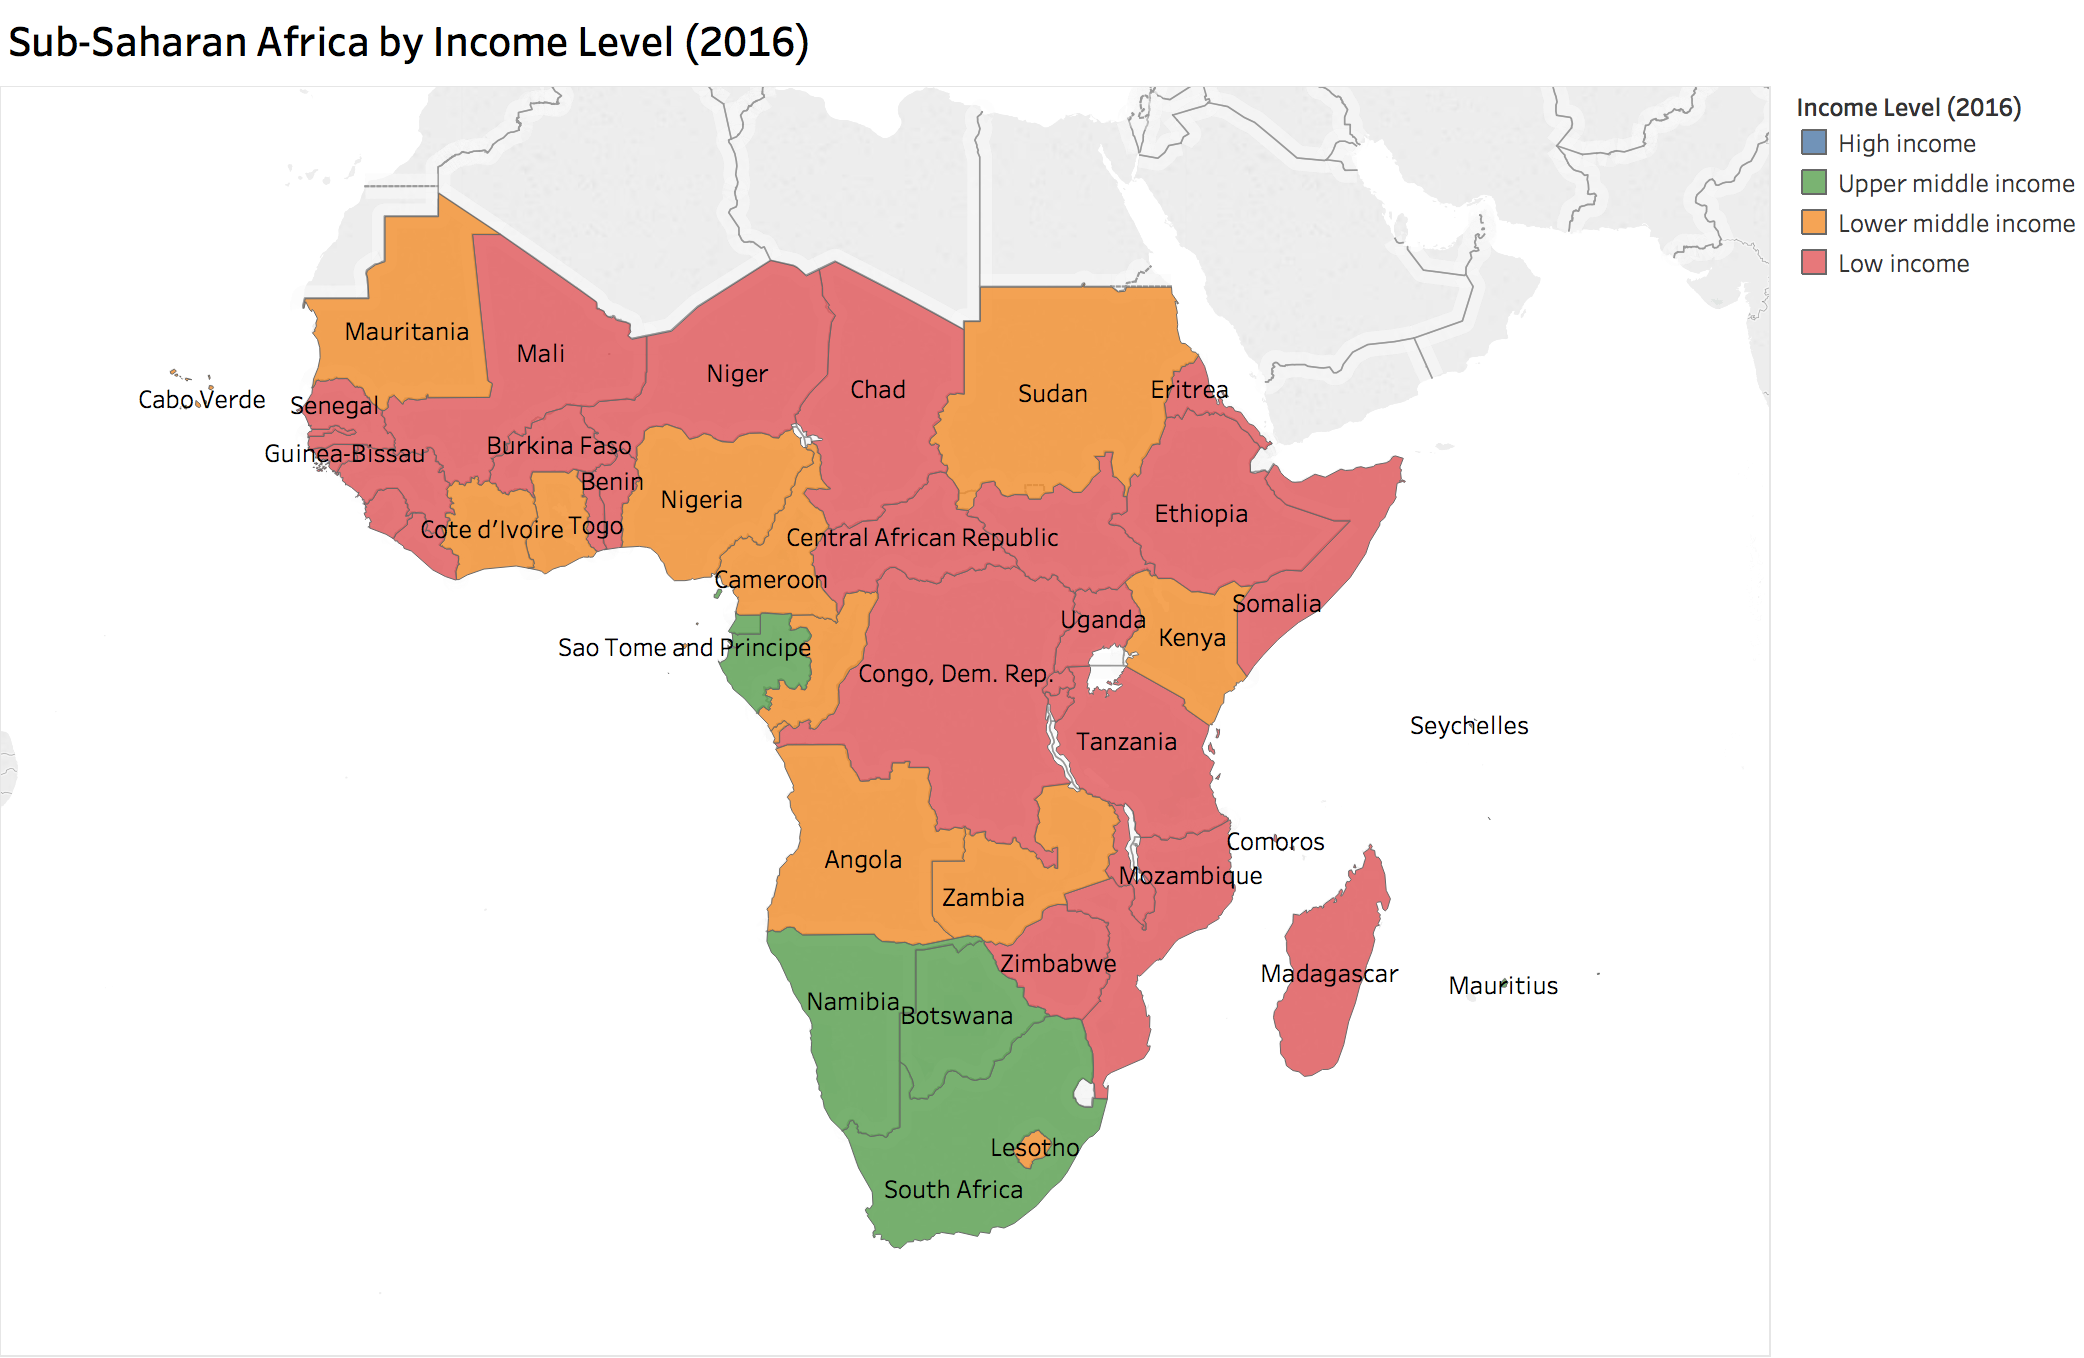 Sub-Saharan Africa by Income Level (2016)
Income Level (2016)
High income
Upper middle income
Lower middle income
Low income
Mauritania
Mali
Niger
Chad
Sudan
Eritrea
Cabo Verde
Senegal
Guinea-Bissau
Burkina Faso
Benin
Nigeria
Ethiopia
Cote d’Ivoire
Togo
Central African Republic
Cameroon
Somalia
Uganda
Kenya
Sao Tome and Principe
Congo, Dem. Rep.
Seychelles
Tanzania
Comoros
Angola
Mozambique
Zambia
Zimbabwe
Madagascar
Mauritius
Namibia
Botswana
Lesotho
South Africa